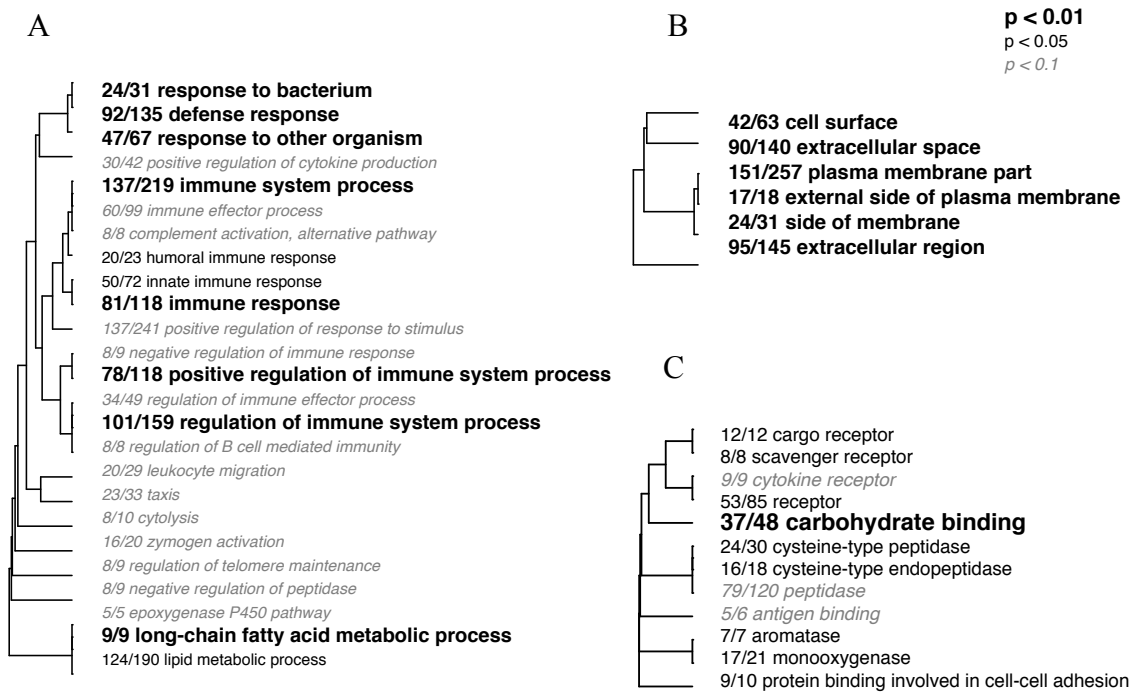 A
24/31 response to bacterium
92/135 defense response
47/67 response to other organism
30/42 positive regulation of cytokine production
137/219 immune system process
60/99 immune effector process
8/8 complement activation, alternative pathway
20/23 humoral immune response
50/72 innate immune response
81/118 immune response
137/241 positive regulation of response to stimulus
8/9 negative regulation of immune response
78/118 positive regulation of immune system process
34/49 regulation of immune effector process
101/159 regulation of immune system process
8/8 regulation of B cell mediated immunity
20/29 leukocyte migration
23/33 taxis
8/10 cytolysis
16/20 zymogen activation
8/9 regulation of telomere maintenance
8/9 negative regulation of peptidase
5/5 epoxygenase P450 pathway
9/9 long-chain fatty acid metabolic process
124/190 lipid metabolic process
B
p < 0.01
p < 0.05
p < 0.1
42/63 cell surface
90/140 extracellular space
151/257 plasma membrane part
17/18 external side of plasma membrane
24/31 side of membrane
95/145 extracellular region
C
12/12 cargo receptor
8/8 scavenger receptor
9/9 cytokine receptor
53/85 receptor
37/48 carbohydrate binding
24/30 cysteine-type peptidase
16/18 cysteine-type endopeptidase
79/120 peptidase
5/6 antigen binding
7/7 aromatase
17/21 monooxygenase
9/10 protein binding involved in cell-cell adhesion